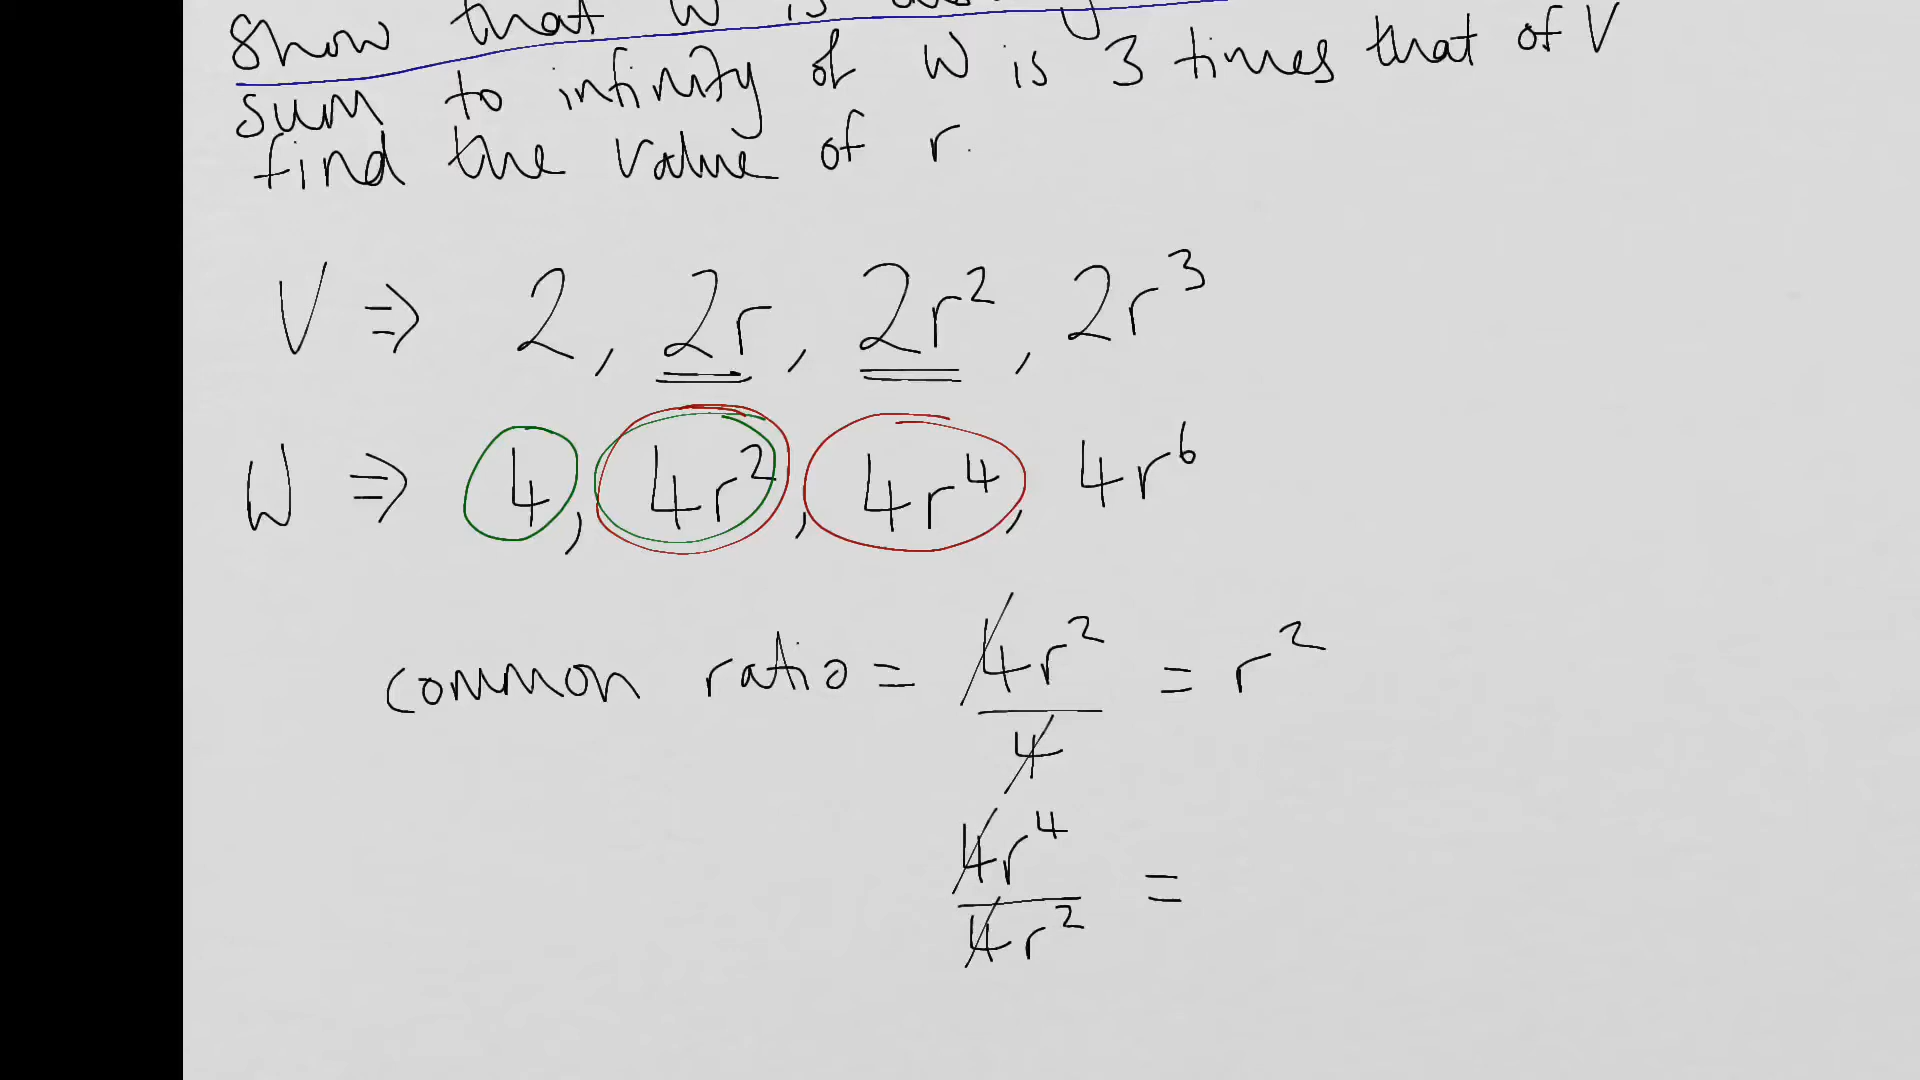 Show that W is
sum to infinity of W is 3 times that of V
find the value of r.
V ⇒ 2, 2r, 2r², 2r³
W ⇒ 4, 4r², 4r⁴, 4r⁶
common ratio = 4r²/4 = r²
4r⁴/4r² =